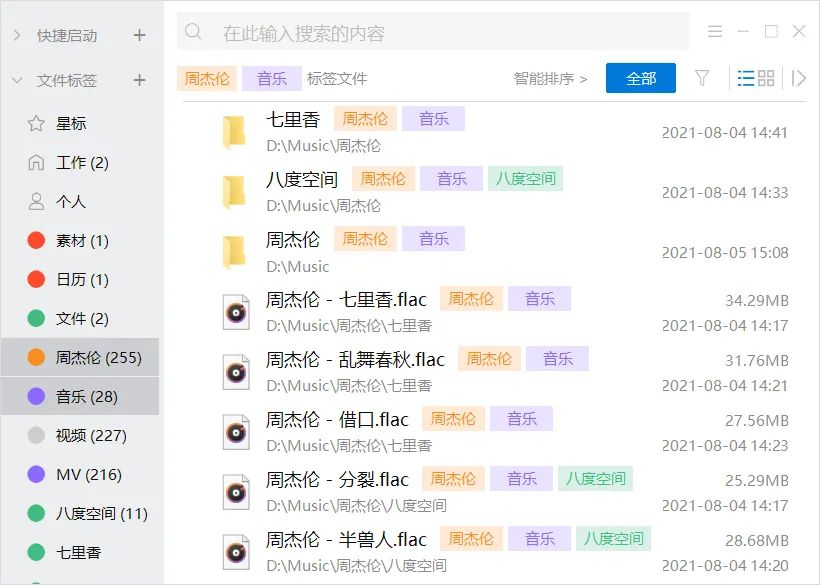 快捷启动 +
文件标签 +
星标
工作 (2)
个人
素材 (1)
日历 (1)
文件 (2)
周杰伦 (255)
音乐 (28)
视频 (227)
MV (216)
八度空间 (11)
七里香
在此输入搜索的内容
周杰伦 音乐 标签文件 智能排序 > 全部
七里香 周杰伦 音乐
D:\Music\周杰伦 2021-08-04 14:41
八度空间 周杰伦 音乐 八度空间
D:\Music\周杰伦 2021-08-04 14:33
周杰伦 周杰伦 音乐
D:\Music 2021-08-05 15:08
周杰伦 - 七里香.flac 周杰伦 音乐 34.29MB
D:\Music\周杰伦\七里香 2021-08-04 14:17
周杰伦 - 乱舞春秋.flac 周杰伦 音乐 31.76MB
D:\Music\周杰伦\七里香 2021-08-04 14:21
周杰伦 - 借口.flac 周杰伦 音乐 27.56MB
D:\Music\周杰伦\七里香 2021-08-04 14:23
周杰伦 - 分裂.flac 周杰伦 音乐 八度空间 25.29MB
D:\Music\周杰伦\八度空间 2021-08-04 14:17
周杰伦 - 半兽人.flac 周杰伦 音乐 八度空间 28.68MB
D:\Music\周杰伦\八度空间 2021-08-04 14:20